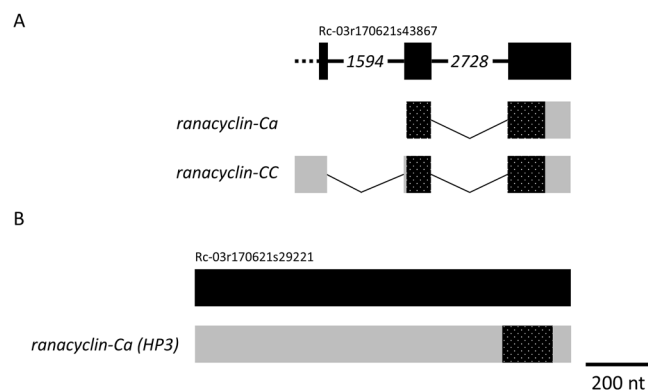 A
Rc-03r170621s43867
1594 2728
ranacyclin-Ca
ranacyclin-CC
B
Rc-03r170621s29221
ranacyclin-Ca (HP3)
200 nt